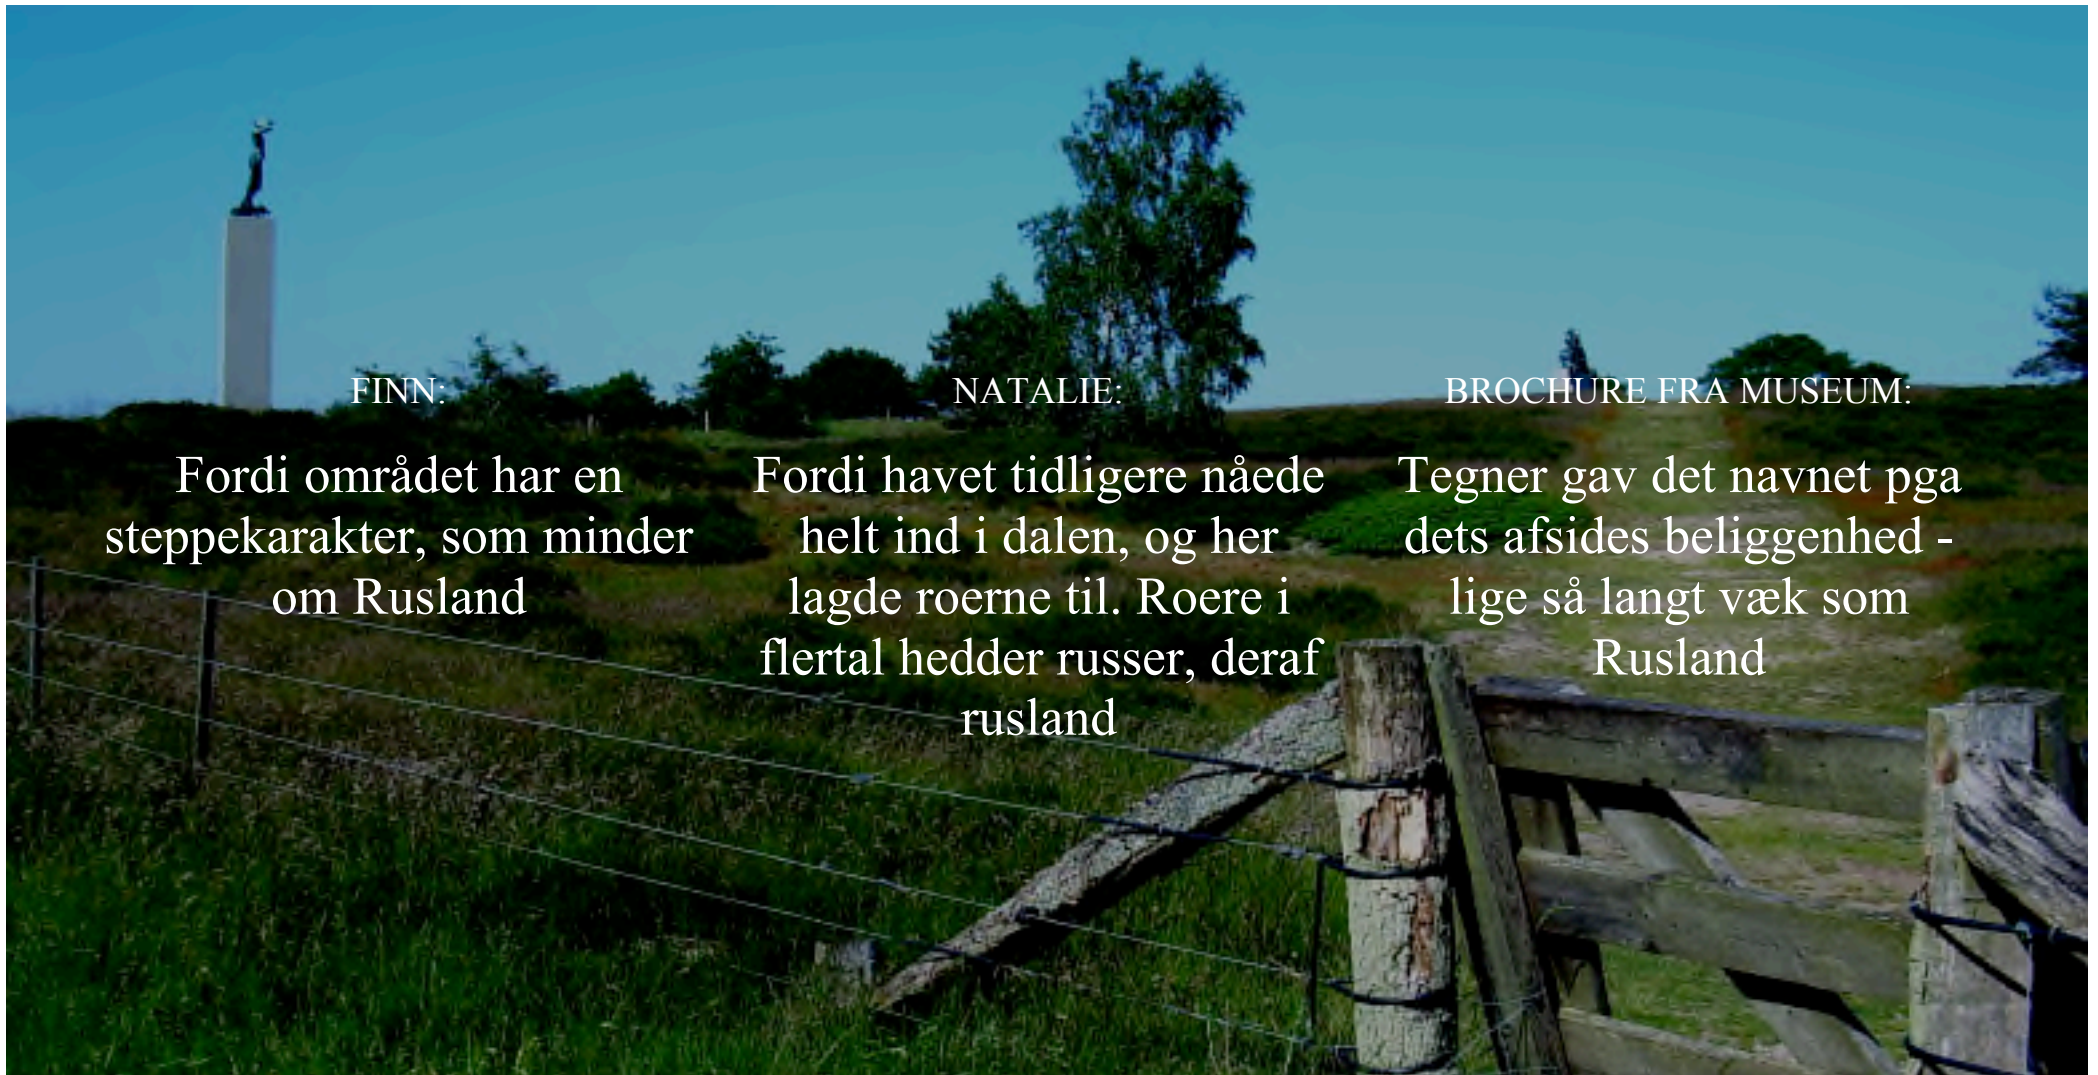 FINN:
Fordi området har en
steppekarakter, som minder
om Rusland
NATALIE:
Fordi havet tidligere nåede
helt ind i dalen, og her
lagde roerne til. Roere i
flertal hedder russer, deraf
rusland
BROCHURE FRA MUSEUM:
Tegner gav det navnet pga
dets afsides beliggenhed -
lige så langt væk som
Rusland